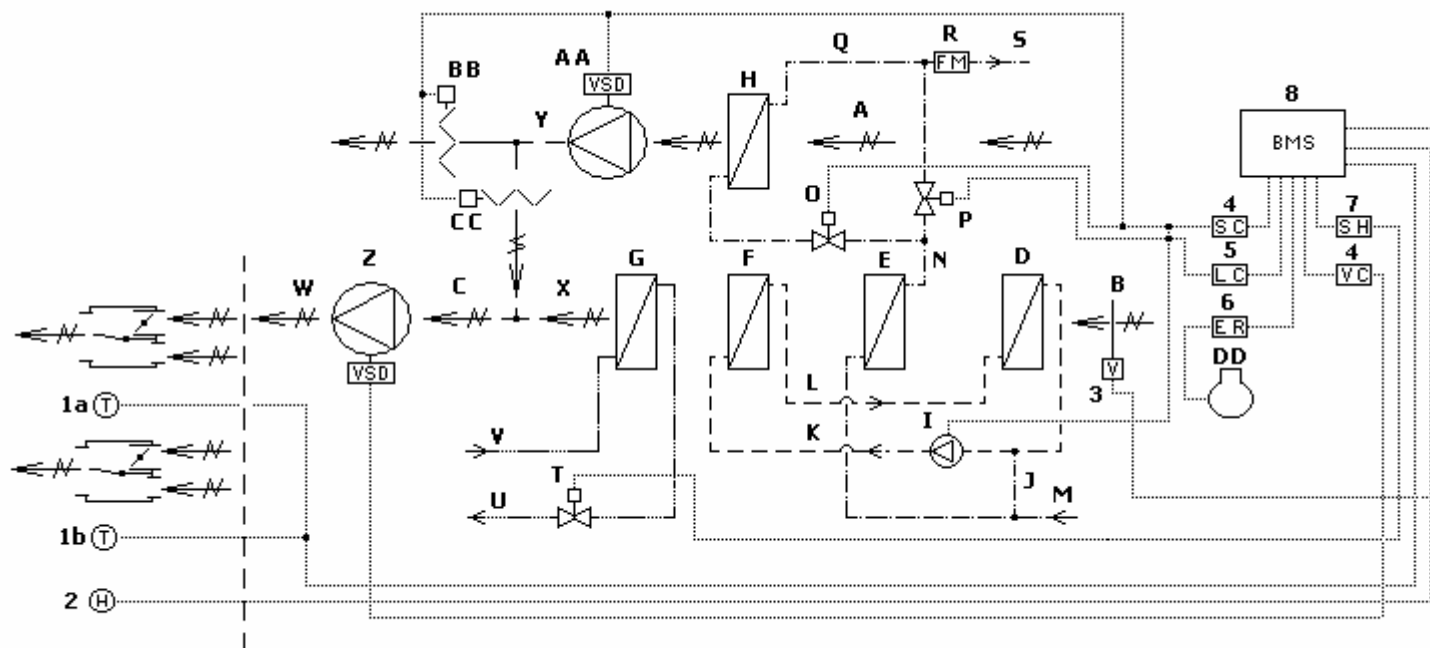 R
S
Q
AA
BB
H
FM
VSD
8
Y
A
BMS
O
CC
P
4
7
SC
SH
Z
G
F
E
N
D
5
4
W
C
X
B
LC
VC
6
ER
VSD
DD
L
V
1a T
3
K
I
V
T
J
U
M
1b T
2 H